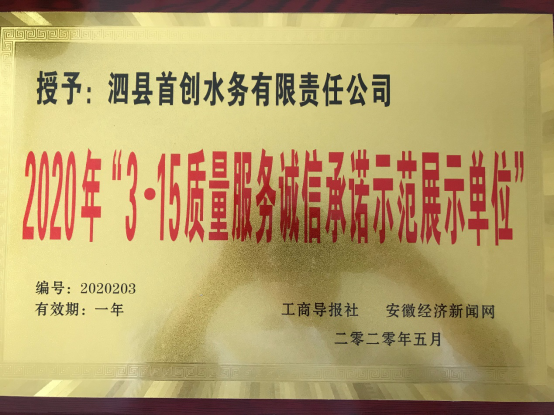 授予：泗县首创水务有限责任公司
2020年“3·15质量服务诚信承诺示范展示单位”
编号：2020203
有效期：一年
工商导报社 安徽经济新闻网
二零二零年五月